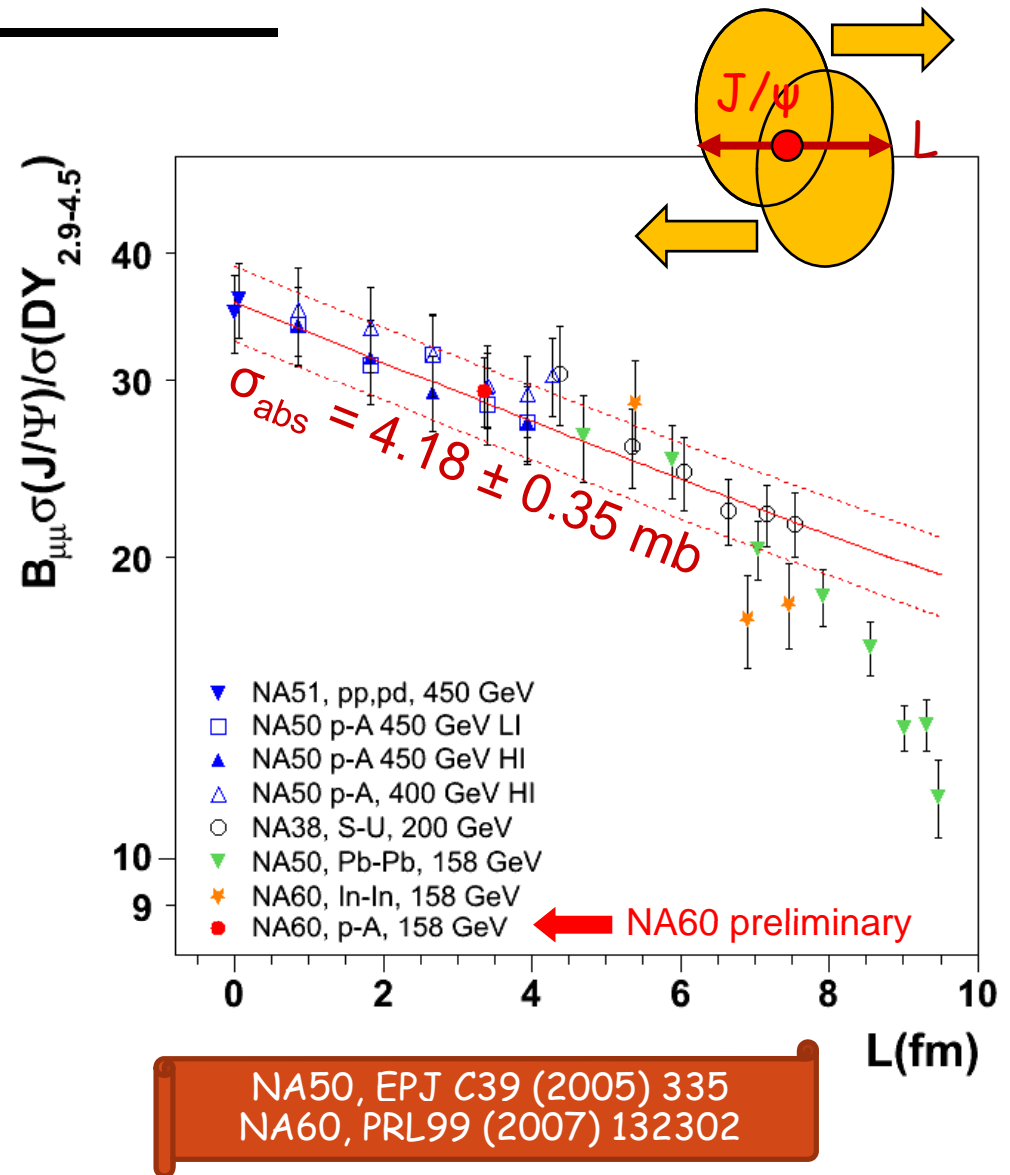 J/ψ
L
B_μμ σ(J/Ψ)/σ(DY_2.9-4.5)
40
30
20
10
9
σ_abs = 4.18 ± 0.35 mb
NA51, pp,pd, 450 GeV
NA50 p-A 450 GeV LI
NA50 p-A 450 GeV HI
NA50 p-A, 400 GeV HI
NA38, S-U, 200 GeV
NA50, Pb-Pb, 158 GeV
NA60, In-In, 158 GeV
NA60, p-A, 158 GeV
NA60 preliminary
0 2 4 6 8 10
L(fm)
NA50, EPJ C39 (2005) 335
NA60, PRL99 (2007) 132302